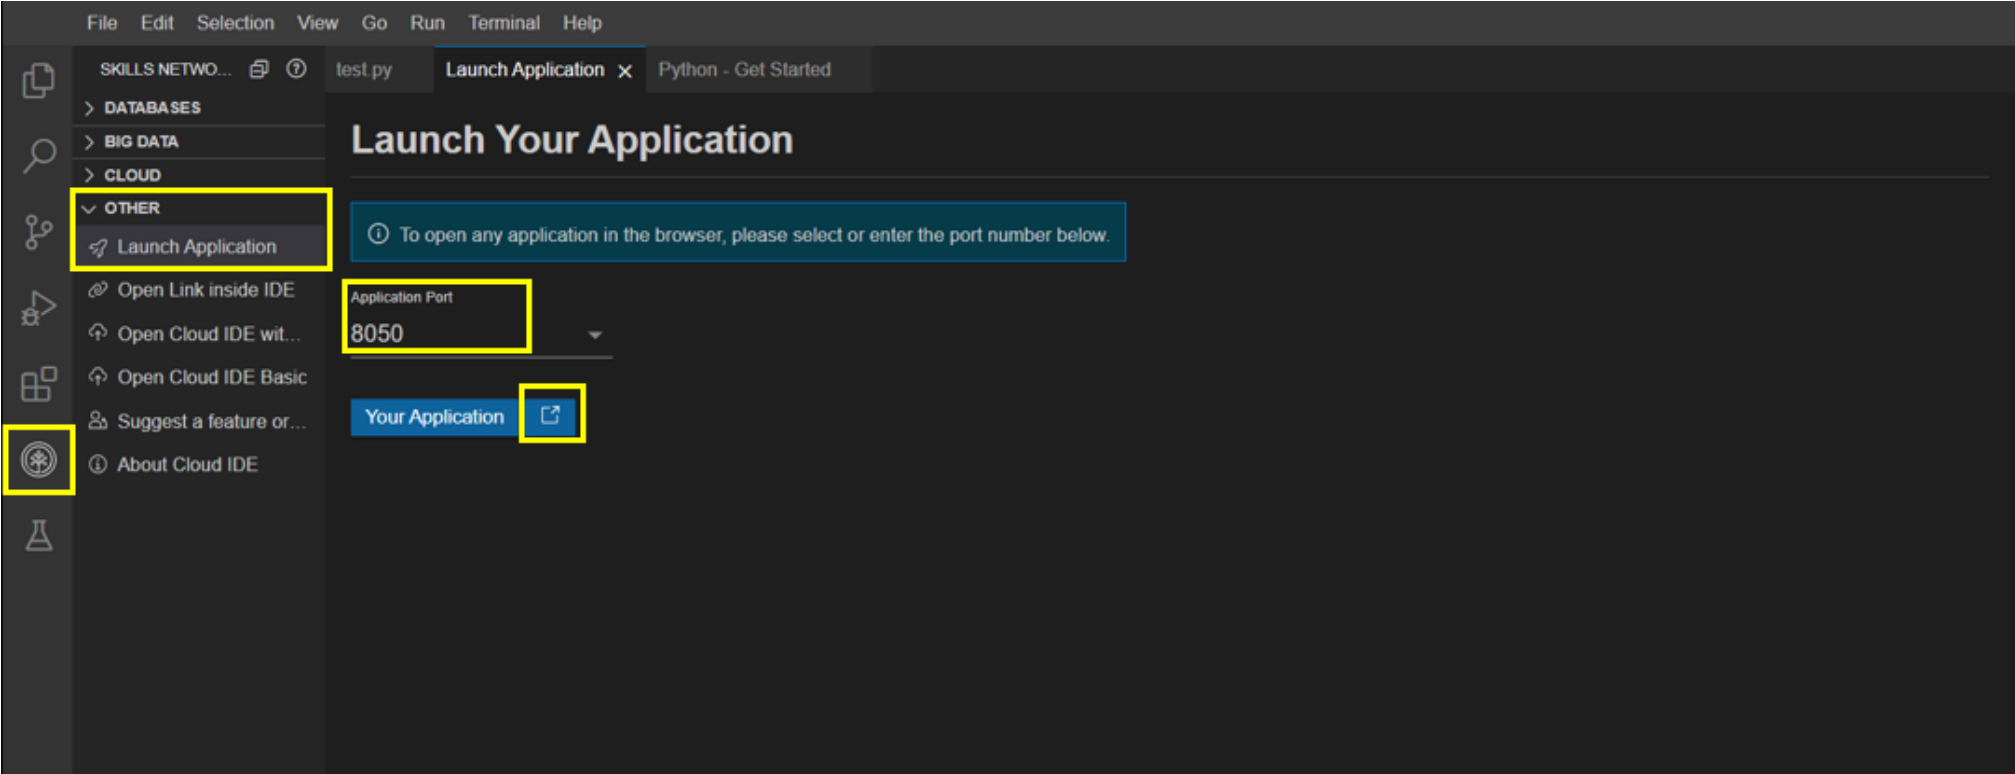 File Edit Selection View Go Run Terminal Help
SKILLS NETWO...
test.py
Launch Application
Python - Get Started
DATABASES
BIG DATA
CLOUD
OTHER
Launch Application
Open Link inside IDE
Open Cloud IDE wit...
Open Cloud IDE Basic
Suggest a feature or...
About Cloud IDE
Launch Your Application
To open any application in the browser, please select or enter the port number below.
Application Port
8050
Your Application